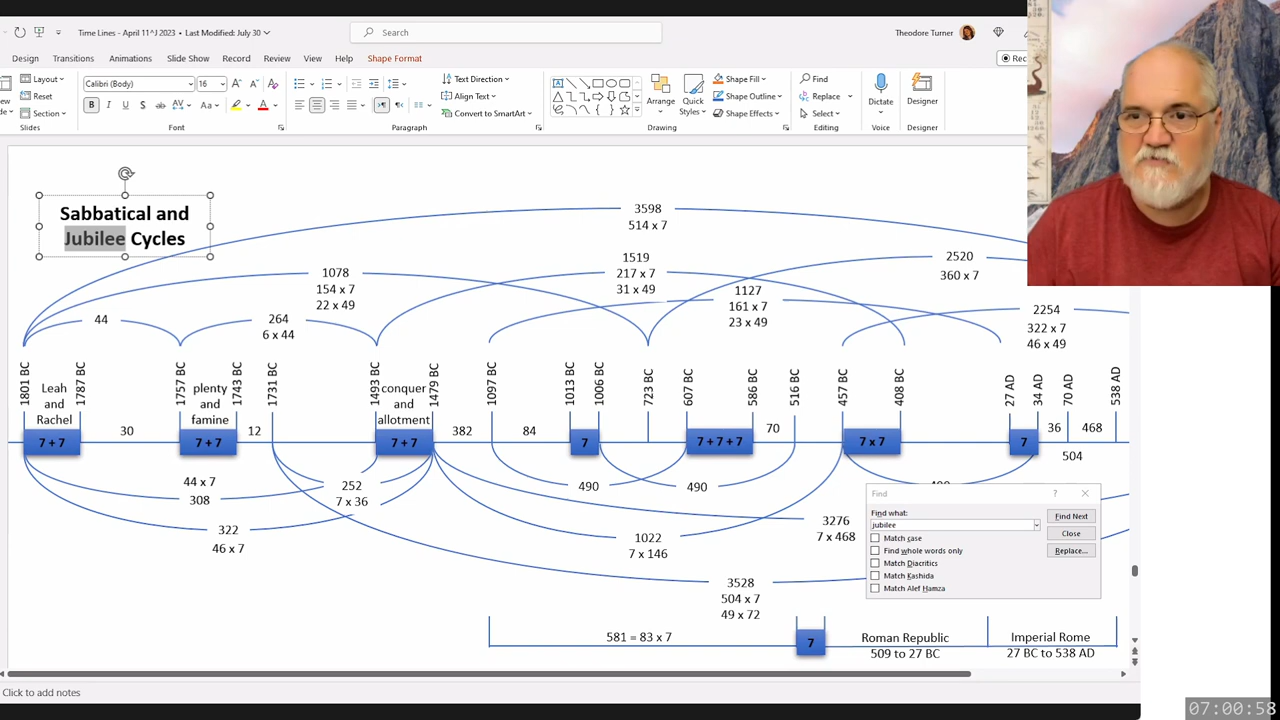 Time Lines - April 11^J 2023 • Last Modified: July 30
Search
Theodore Turner
Design Transitions Animations Slide Show Record Review View Help Shape Format
Layout
Reset
Section
Slides
Calibri (Body) 16
Aa
Font
Paragraph
Text Direction
Align Text
Convert to SmartArt
Arrange
Quick
Styles
Shape Fill
Shape Outline
Shape Effects
Drawing
Find
Replace
Select
Editing
Dictate
Voice
Designer
Designer
Sabbatical and
Jubilee Cycles
3598
514 x 7
1519
217 x 7
31 x 49
2520
360 x 7
1078
154 x 7
22 x 49
1127
161 x 7
23 x 49
44
264
6 x 44
2254
322 x 7
46 x 49
1801 BC
Leah
and
Rachel
1787 BC
1757 BC
plenty
and
famine
1743 BC
1731 BC
1493 BC
conquer
and
allotment
1479 BC
1097 BC
1013 BC
1006 BC
723 BC
607 BC
586 BC
516 BC
457 BC
408 BC
27 AD
34 AD
70 AD
538 AD
7 + 7
30
7 + 7
12
7 + 7
382
84
7
7 + 7 + 7
70
7 x 7
7
36
468
504
44 x 7
308
252
7 x 36
490
490
322
46 x 7
1022
7 x 146
3276
7 x 468
3528
504 x 7
49 x 72
Find
?
Find what:
jubilee
Find Next
Match case
Close
Find whole words only
Replace...
Match Diacritics
Match Kashida
Match Alef Hamza
581 = 83 x 7
7
Roman Republic
509 to 27 BC
Imperial Rome
27 BC to 538 AD
Click to add notes
07:00:58